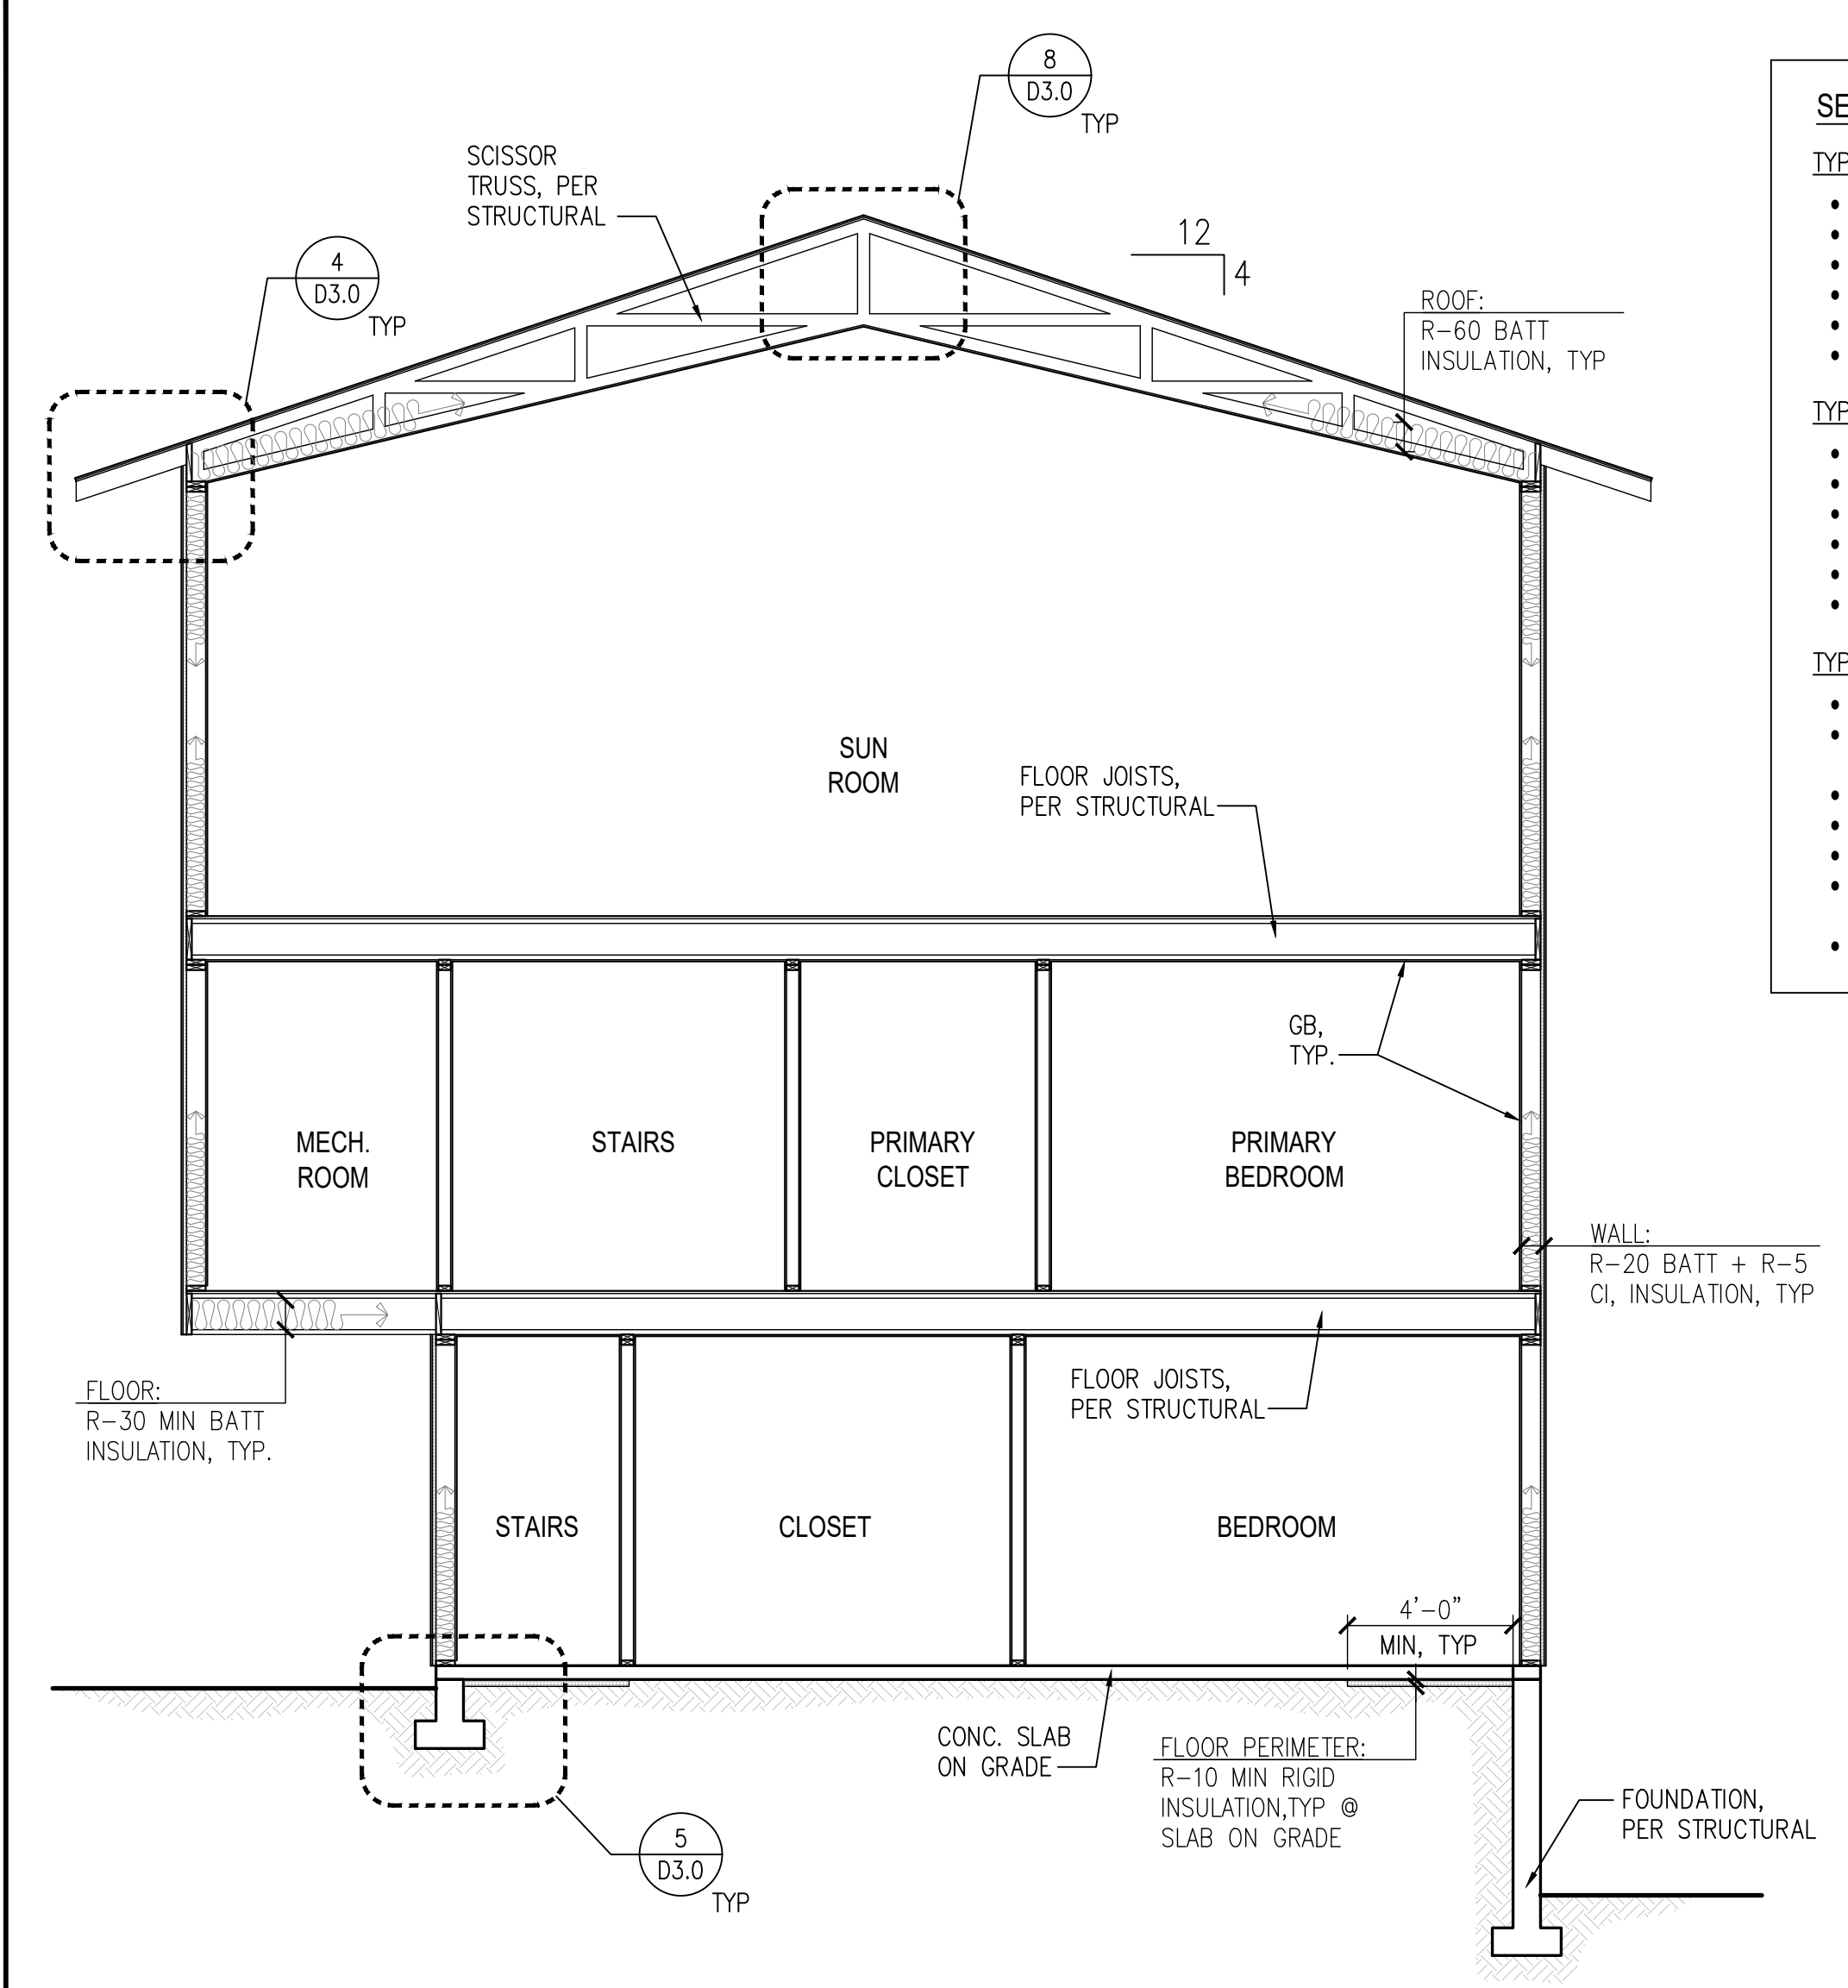 8
D3.0
TYP
SCISSOR
TRUSS, PER
STRUCTURAL
4
D3.0
TYP
12
4
ROOF:
R-60 BATT
INSULATION, TYP
SUN
ROOM
FLOOR JOISTS,
PER STRUCTURAL
GB,
TYP.
MECH.
ROOM
STAIRS
PRIMARY
CLOSET
PRIMARY
BEDROOM
WALL:
R-20 BATT + R-5
CI, INSULATION, TYP
FLOOR:
R-30 MIN BATT
INSULATION, TYP.
FLOOR JOISTS,
PER STRUCTURAL
STAIRS
CLOSET
BEDROOM
4'-0"
MIN, TYP
CONC. SLAB
ON GRADE
FLOOR PERIMETER:
R-10 MIN RIGID
INSULATION,TYP @
SLAB ON GRADE
FOUNDATION,
PER STRUCTURAL
5
D3.0
TYP
SE
TYP
TYP
TYP